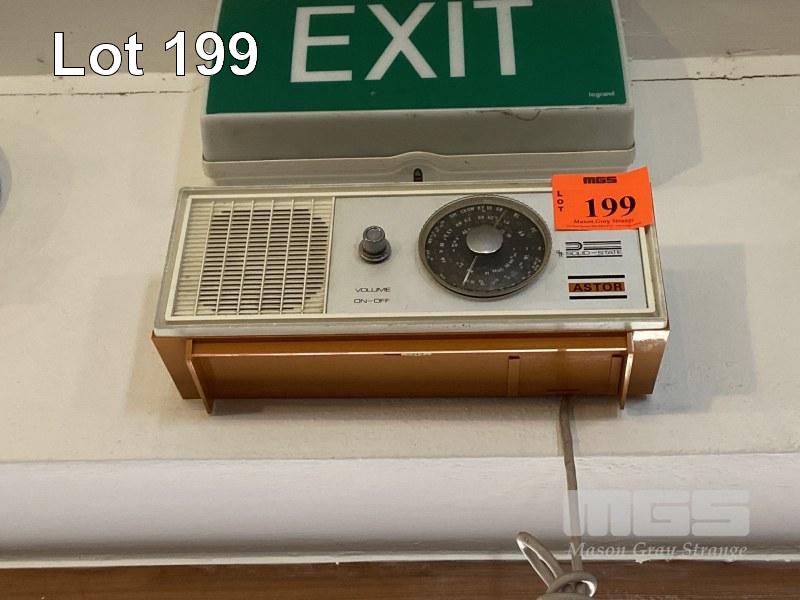 Lot 199
EXIT
legrand
MGS
LOT
199
Mason Gray Strange
SOLID-STATE
ASTOR
VOLUME
ON-OFF
MGS
Mason Gray Strange